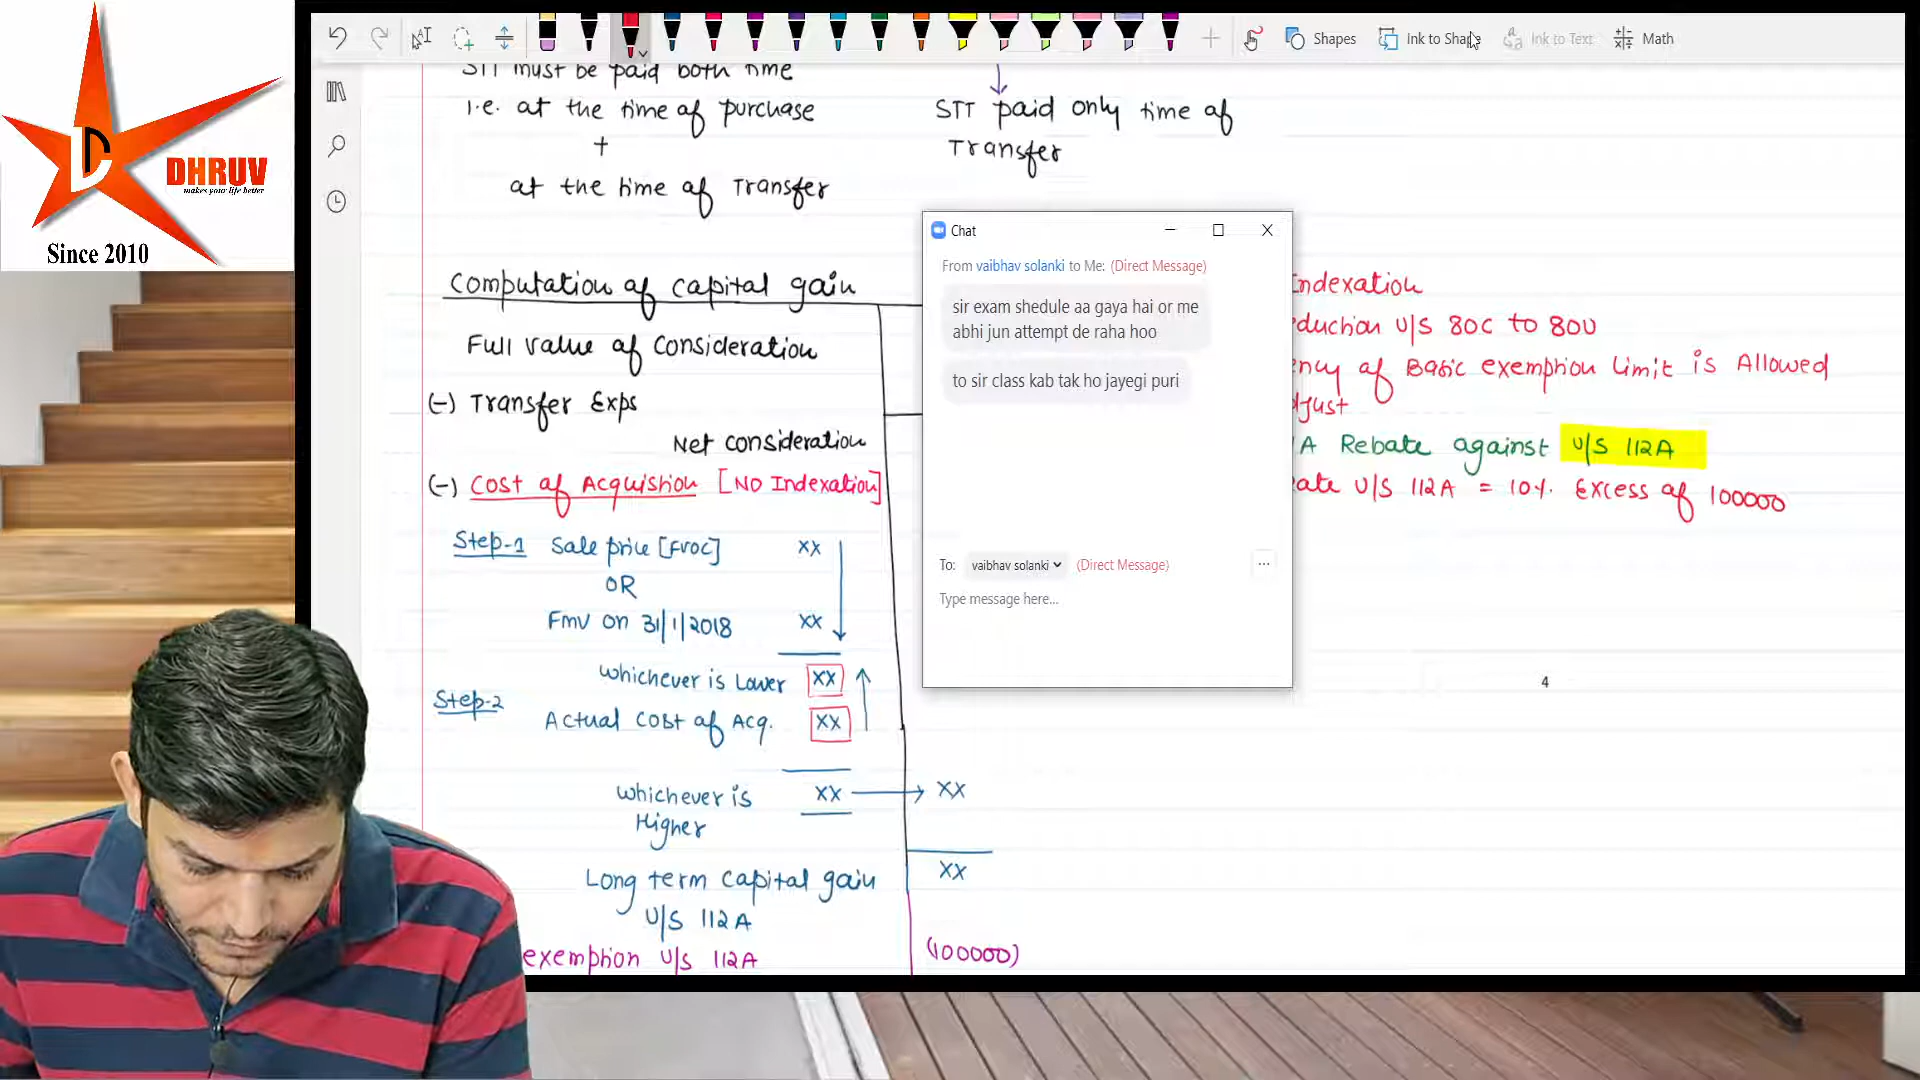 Shapes
Ink to Shape
Ink to Text
Math
DC
DHRUV
makes your life better
Since 2010
STT must be paid both time
i.e. at the time of purchase
+
at the time of Transfer
STT paid only time of
Transfer
Computation of capital gain
Full value of Consideration
(-) Transfer Exps
Net consideration
(-) Cost of Acquistion [NO Indexation]
Step-1 Sale price [FVOC] XX
OR
FMV on 31/1/2018 XX
Whichever is Lower XX
Step-2
Actual Cost of Acq. XX
Whichever is XX XX
Higher
Long term capital gain XX
U/S 112A
exemption U/S 112A (100000)
Chat
From vaibhav solanki to Me: (Direct Message)
sir exam shedule aa gaya hai or me
abhi jun attempt de raha hoo
to sir class kab tak ho jayegi puri
To: vaibhav solanki (Direct Message)
...
Type message here...
Indexation
duction U/S 80C to 80U
ency of Basic exemption Limit is Allowed
djust
A Rebate against U/S 112A
ate U/S 112A = 10%. Excess of 100000
4